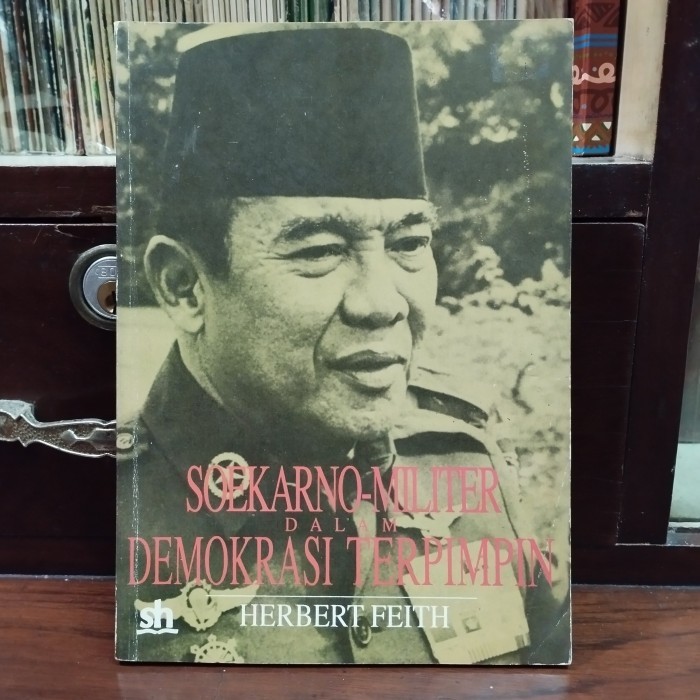 SOEKARNO-MILITER
DALAM
DEMOKRASI TERPIMPIN
HERBERT FEITH
sh